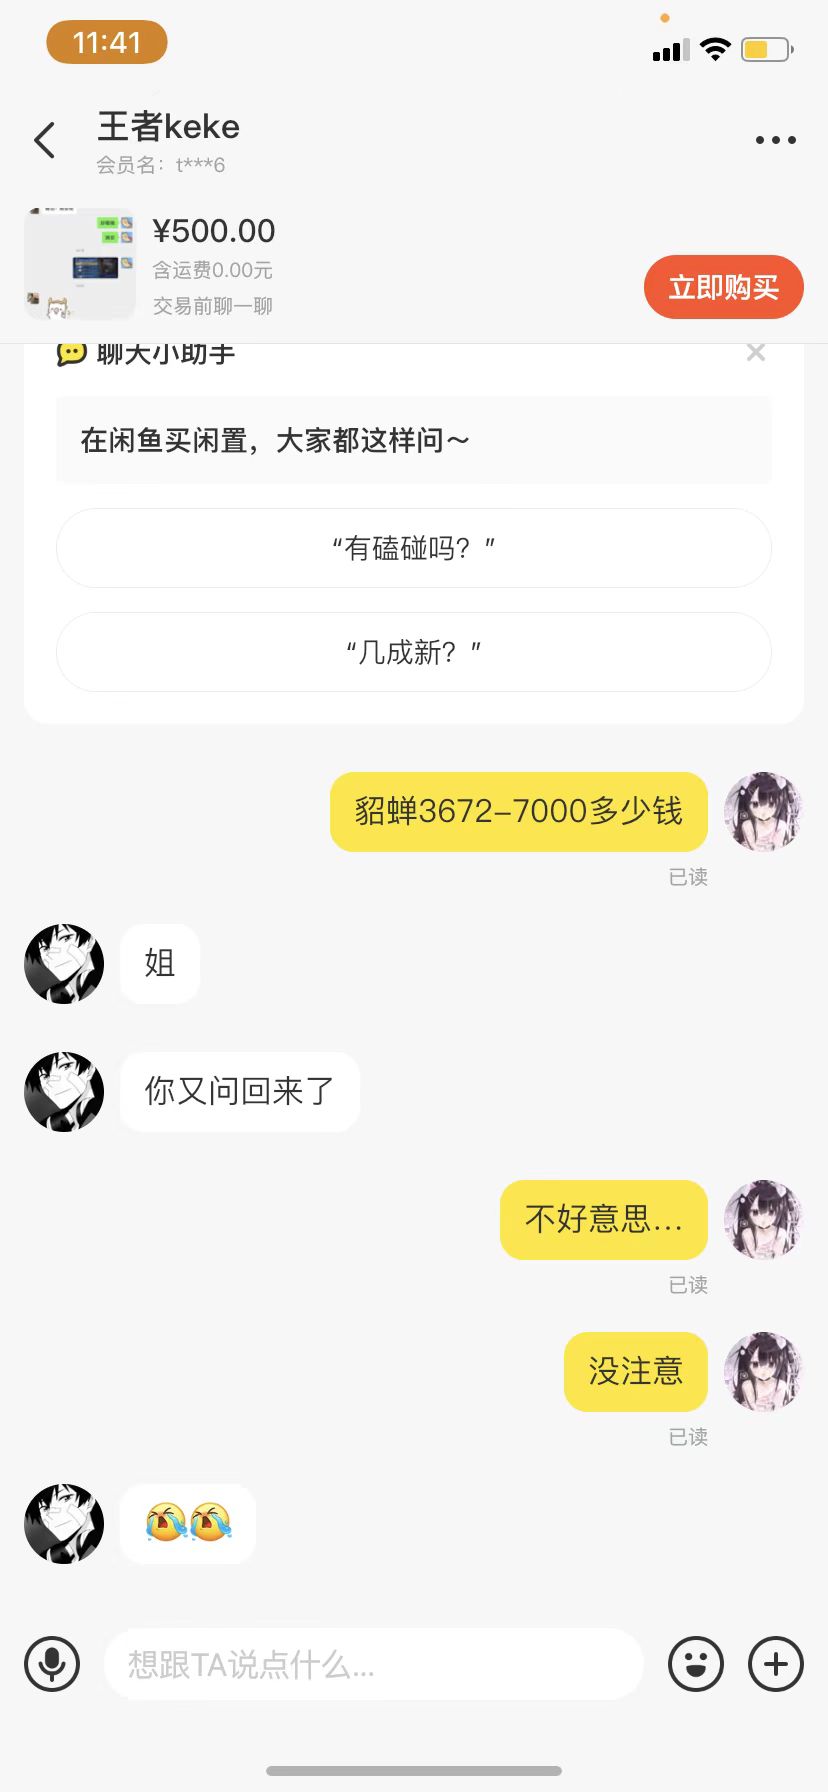 11:41
王者keke
会员名：t***6
¥500.00
含运费0.00元
交易前聊一聊
立即购买
聊天小助手
在闲鱼买闲置，大家都这样问～
“有磕碰吗？”
“几成新？”
貂蝉3672-7000多少钱
已读
姐
你又问回来了
不好意思…
已读
没注意
已读
😭😭
想跟TA说点什么...